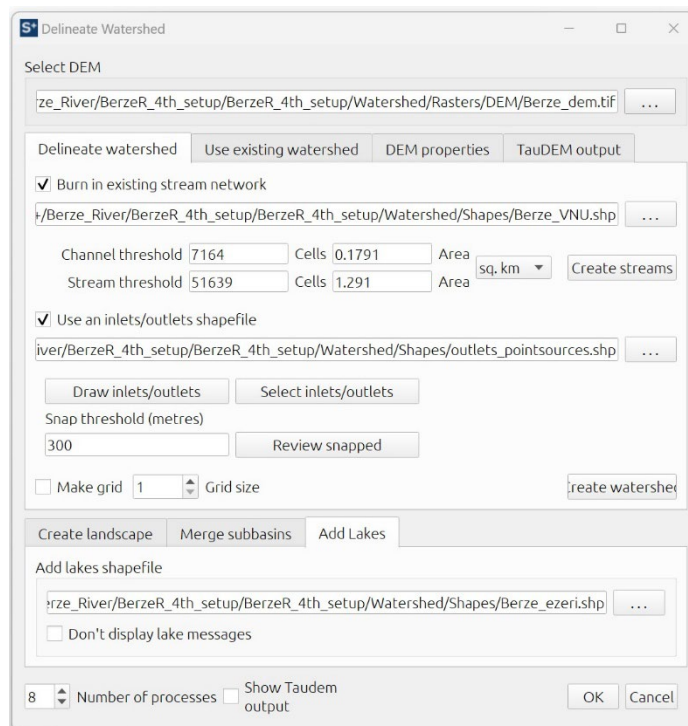 S+ Delineate Watershed
Select DEM
rze_River/BerzeR_4th_setup/BerzeR_4th_setup/Watershed/Rasters/DEM/Berze_dem.tif ...
Delineate watershed Use existing watershed DEM properties TauDEM output
Burn in existing stream network
+/Berze_River/BerzeR_4th_setup/BerzeR_4th_setup/Watershed/Shapes/Berze_VNU.shp ...
Channel threshold 7164 Cells 0.1791 Area
sq. km Create streams
Stream threshold 51639 Cells 1.291 Area
Use an inlets/outlets shapefile
iver/BerzeR_4th_setup/BerzeR_4th_setup/Watershed/Shapes/outlets_pointsources.shp ...
Draw inlets/outlets Select inlets/outlets
Snap threshold (metres)
300 Review snapped
Make grid 1 Grid size Create watershed
Create landscape Merge subbasins Add Lakes
Add lakes shapefile
erze_River/BerzeR_4th_setup/BerzeR_4th_setup/Watershed/Shapes/Berze_ezeri.shp ...
Don't display lake messages
8 Number of processes Show Taudem
output
OK Cancel